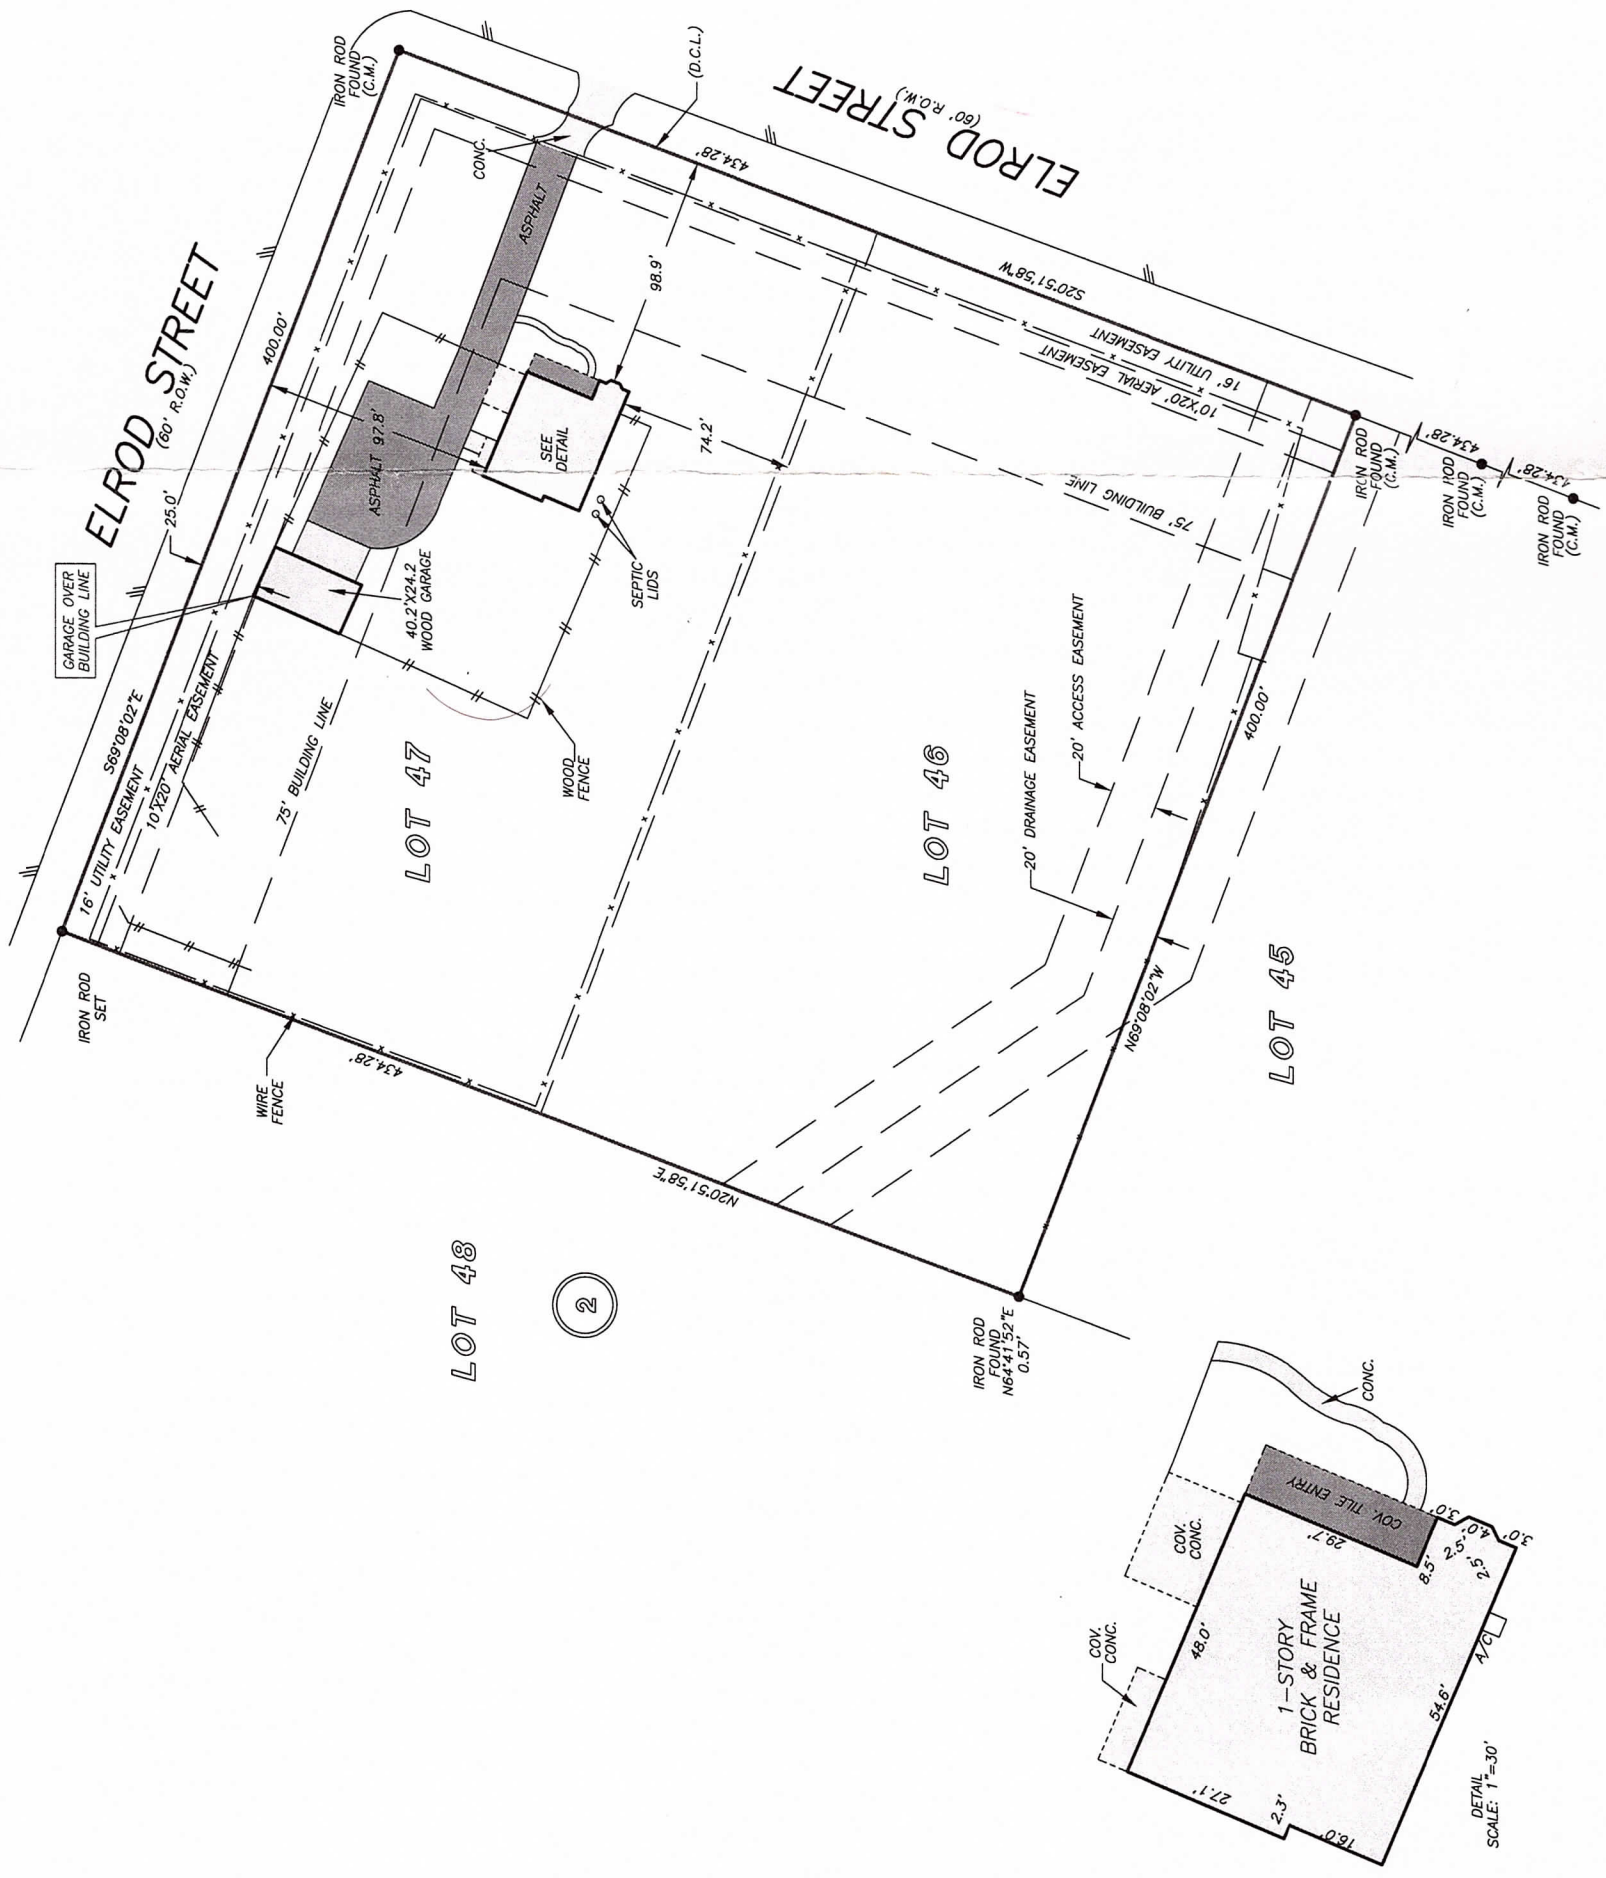 ELROD STREET
(60' R.O.W.)
IRON ROD
FOUND
(C.M.)
(D.C.L.)
ELROD STREET
(60' R.O.W.)
CONC.
ASPHALT
434.28'
98.9'
400.00'
S20°51'58"W
16' UTILITY EASEMENT
10'X20' AERIAL EASEMENT
75' BUILDING LINE
97.8'
ASPHALT
SEE
DETAIL
74.2'
25.0'
GARAGE OVER
BUILDING LINE
40.2'X24.2
WOOD GARAGE
SEPTIC
LIDS
IRON ROD
FOUND
(C.M.)
434.28'
IRON ROD
FOUND
(C.M.)
434.28'
IRON ROD
FOUND
(C.M.)
S69°08'02"E
16' UTILITY EASEMENT
10'X20' AERIAL EASEMENT
75' BUILDING LINE
LOT 47
WOOD
FENCE
LOT 46
20' DRAINAGE EASEMENT
20' ACCESS EASEMENT
400.00'
IRON ROD
SET
WIRE
FENCE
434.28'
N69°08'02"W
LOT 45
N20°51'58"E
LOT 48
2
IRON ROD
FOUND
N64°41'52"E
0.57'
CONC.
COV. TILE ENTRY
COV.
CONC.
COV.
CONC.
29.7'
8.5'
3.0'
2.5'
4.0'
2.5'
3.0'
48.0'
1-STORY
BRICK & FRAME
RESIDENCE
A/C
54.6'
27.1'
2.3'
16.0'
DETAIL
SCALE: 1"=30'